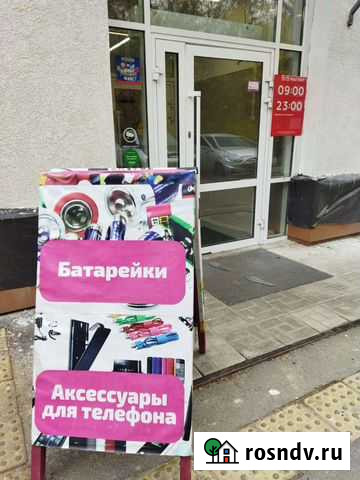 09:00
23:00
Батарейки
Аксессуары
для телефона
rosndv.ru